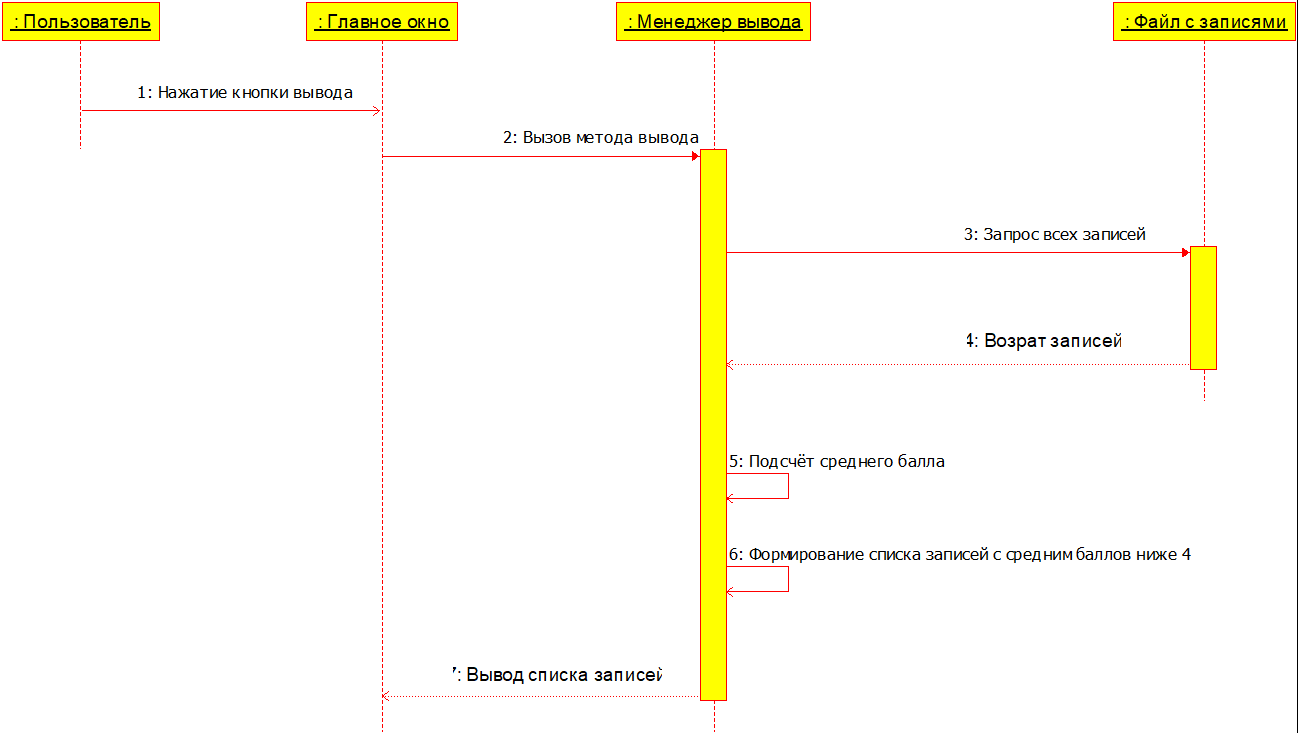 : Пользователь
: Главное окно
: Менеджер вывода
: Файл с записями
1: Нажатие кнопки вывода
2: Вызов метода вывода
3: Запрос всех записей
4: Возрат записей
5: Подсчёт среднего балла
6: Формирование списка записей с средним баллов ниже 4
7: Вывод списка записей